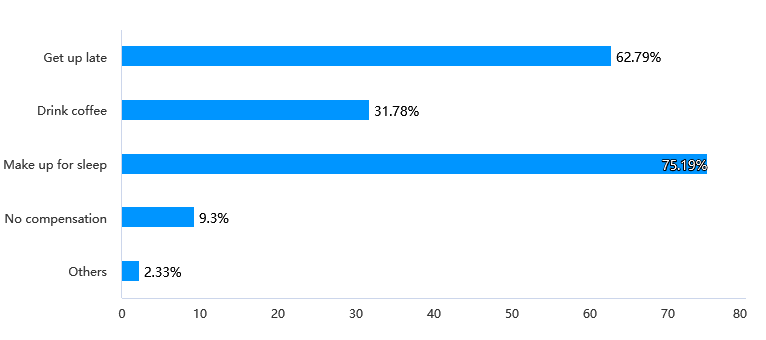 Get up late 62.79%
Drink coffee 31.78%
Make up for sleep 75.19%
No compensation 9.3%
Others 2.33%
0 10 20 30 40 50 60 70 80